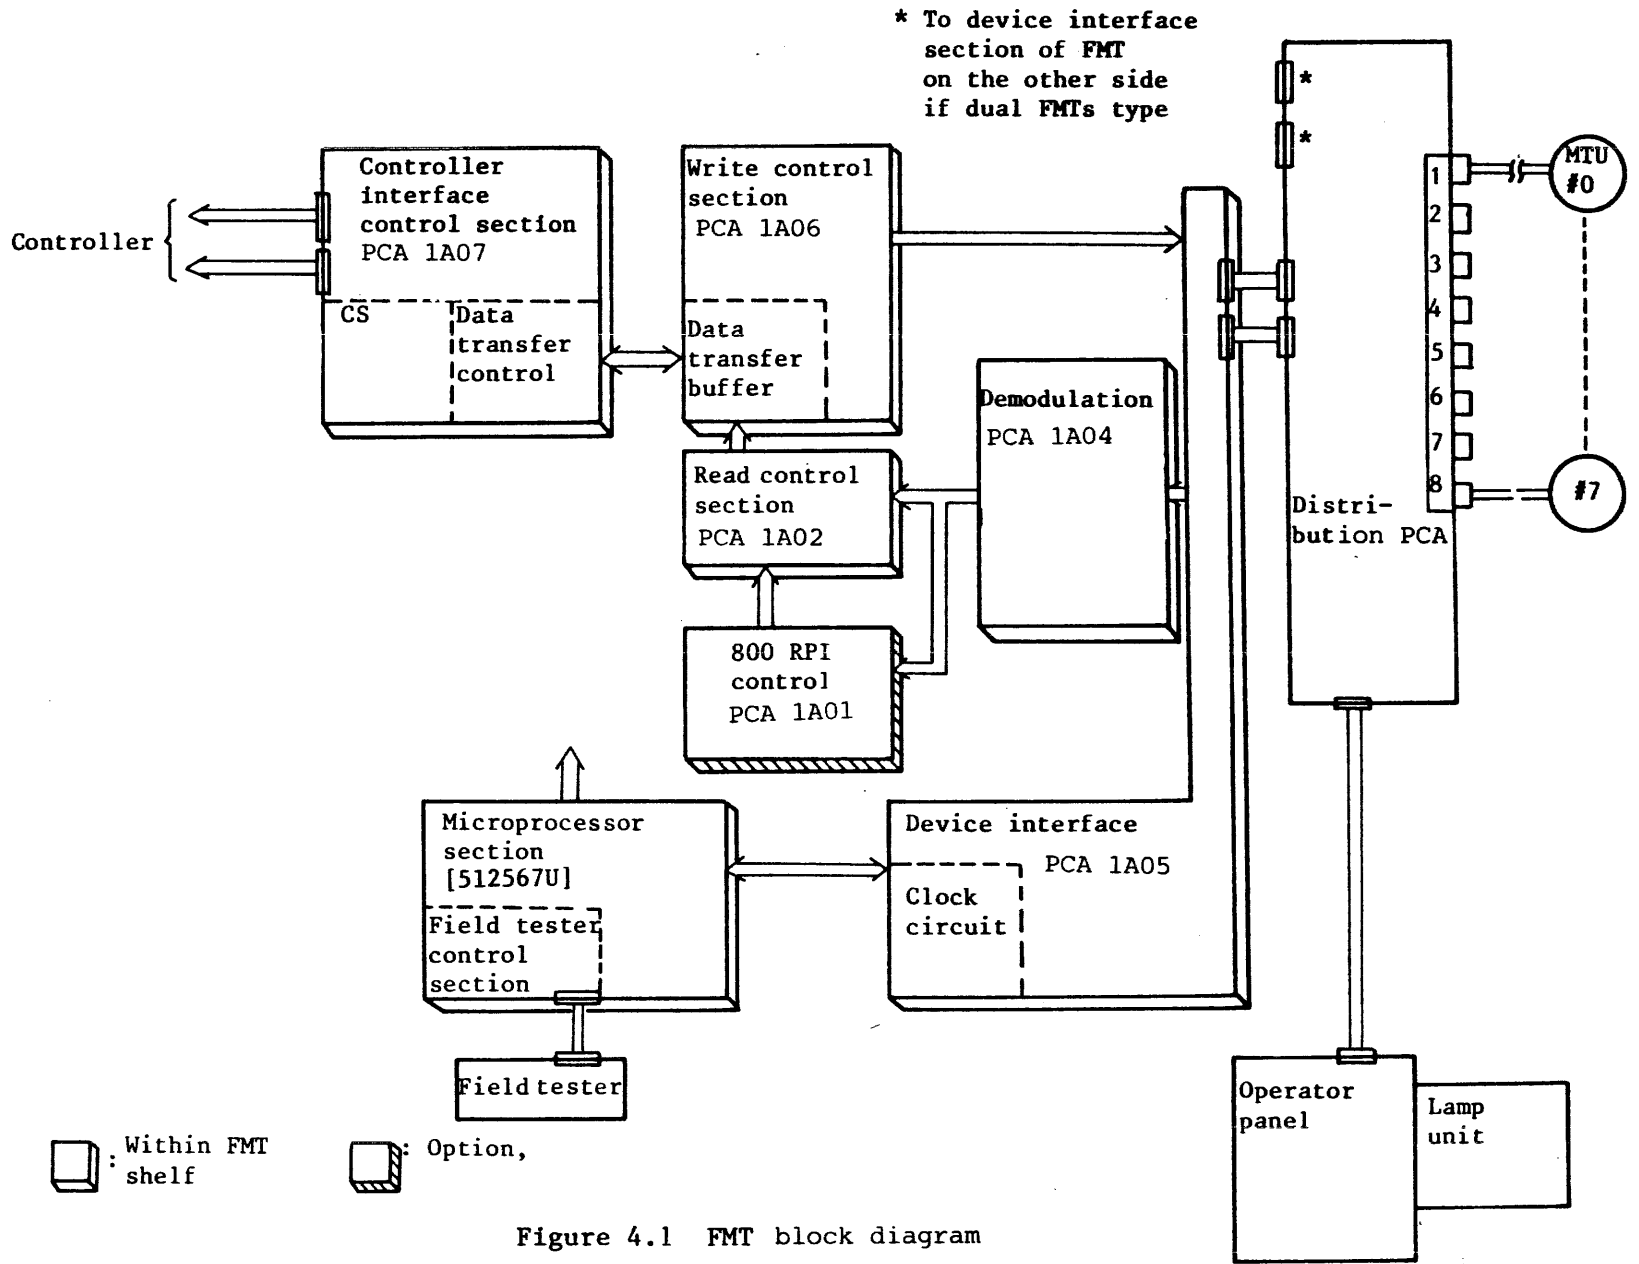 * To device interface
section of FMT
on the other side
if dual FMTs type
*
*
Controller
Controller
interface
control section
PCA 1A07
CS
Data
transfer
control
Write control
section
PCA 1A06
Data
transfer
buffer
Demodulation
PCA 1A04
Read control
section
PCA 1A02
800 RPI
control
PCA 1A01
1
2
3
4
5
6
7
8
MTU
#0
#7
Distri-
bution PCA
Microprocessor
section
[512567U]
Field tester
control
section
Device interface
PCA 1A05
Clock
circuit
Field tester
Operator
panel
Lamp
unit
: Within FMT
shelf
: Option,
Figure 4.1 FMT block diagram